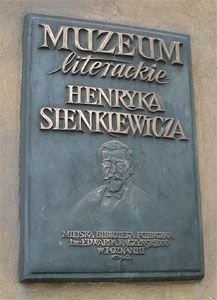 MUZEUM
literackie
HENRYKA
SIENKIEWICZA
MIEJSKA BIBLIOTEKA PUBLICZNA
im. EDWARDA RACZYŃSKIEGO
w POZNANIU